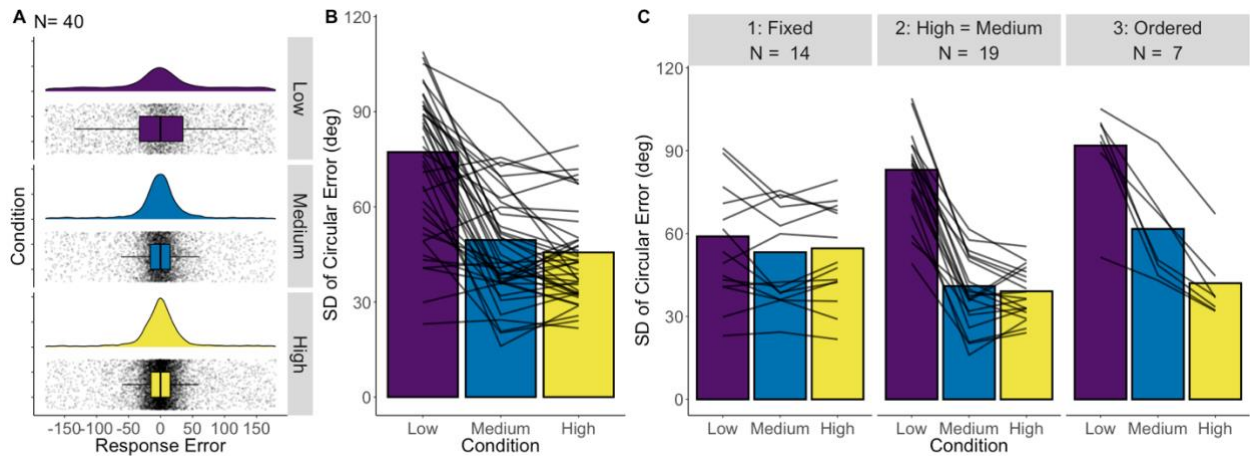 A
N= 40
Condition
Low
Medium
High
-150 -100 -50 0 50 100 150
Response Error
B
SD of Circular Error (deg)
120
90
60
30
0
Low Medium High
Condition
C
1: Fixed
N = 14
2: High = Medium
N = 19
3: Ordered
N = 7
SD of Circular Error (deg)
120
90
60
30
0
Low Medium High
Low Medium High
Low Medium High
Condition